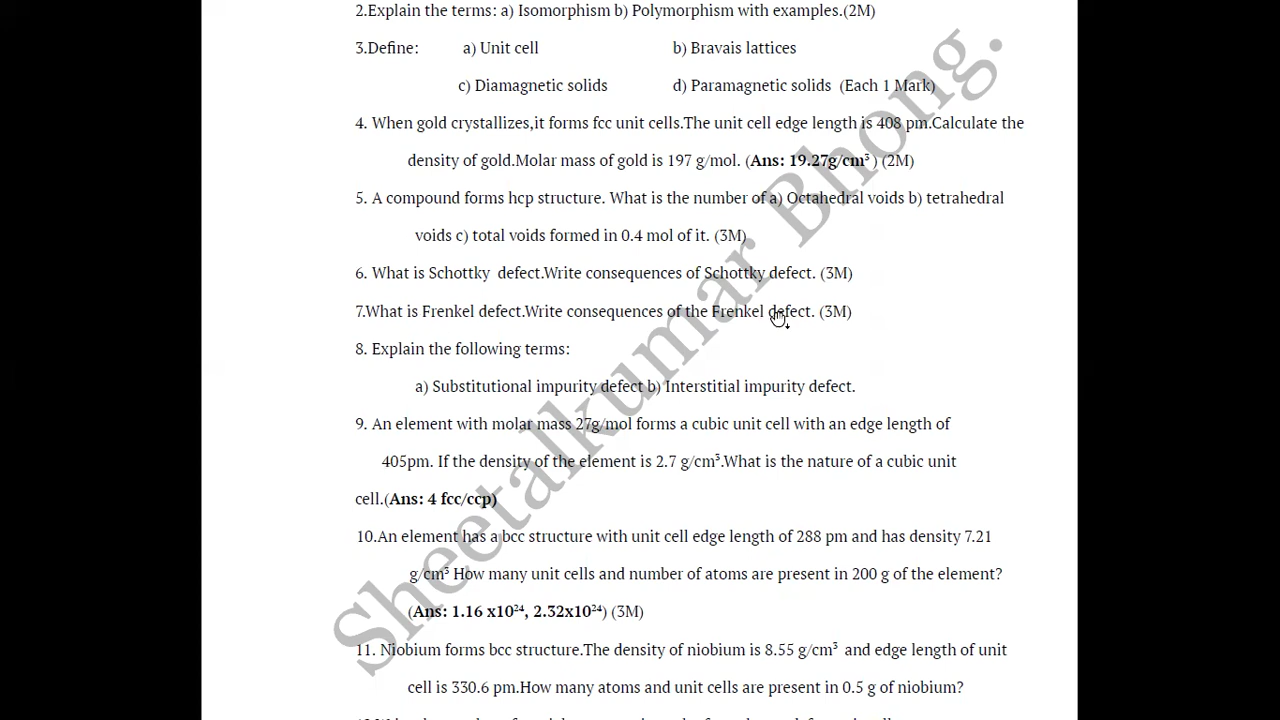 2.Explain the terms: a) Isomorphism b) Polymorphism with examples.(2M)
3.Define: a) Unit cell b) Bravais lattices
c) Diamagnetic solids d) Paramagnetic solids (Each 1 Mark)
4. When gold crystallizes,it forms fcc unit cells.The unit cell edge length is 408 pm.Calculate the
density of gold.Molar mass of gold is 197 g/mol. (Ans: 19.27g/cm³ ) (2M)
5. A compound forms hcp structure. What is the number of a) Octahedral voids b) tetrahedral
voids c) total voids formed in 0.4 mol of it. (3M)
6. What is Schottky defect.Write consequences of Schottky defect. (3M)
7.What is Frenkel defect.Write consequences of the Frenkel defect. (3M)
8. Explain the following terms:
a) Substitutional impurity defect b) Interstitial impurity defect.
9. An element with molar mass 27g/mol forms a cubic unit cell with an edge length of
405pm. If the density of the element is 2.7 g/cm³.What is the nature of a cubic unit
cell.(Ans: 4 fcc/ccp)
10.An element has a bcc structure with unit cell edge length of 288 pm and has density 7.21
g/cm³ How many unit cells and number of atoms are present in 200 g of the element?
(Ans: 1.16 x10²⁴, 2.32x10²⁴) (3M)
11. Niobium forms bcc structure.The density of niobium is 8.55 g/cm³ and edge length of unit
cell is 330.6 pm.How many atoms and unit cells are present in 0.5 g of niobium?
Sheetalkumar Bhong.